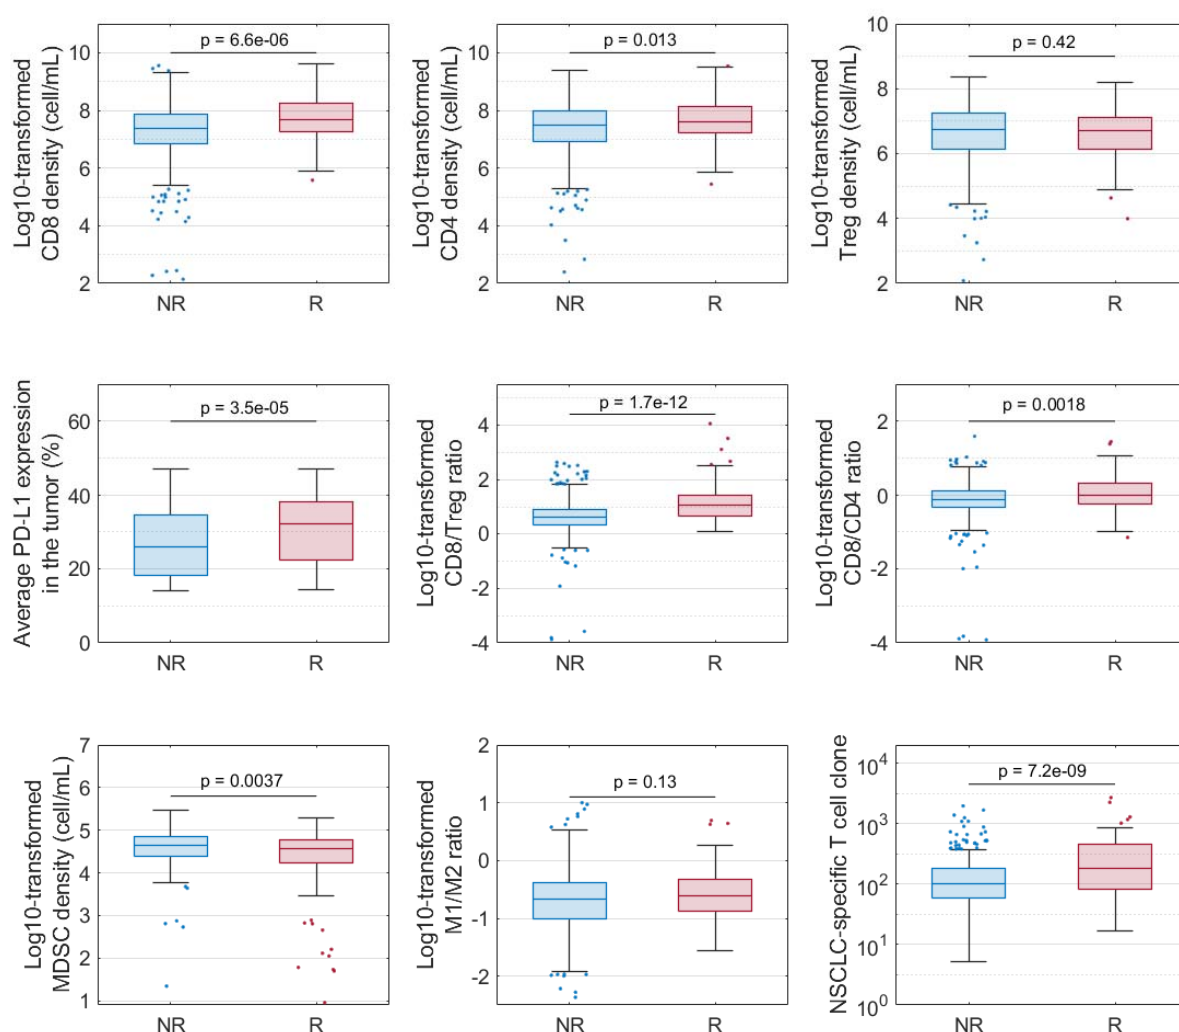 Log10-transformed
CD8 density (cell/mL)
10
8
6
4
2
p = 6.6e-06
NR
R
Log10-transformed
CD4 density (cell/mL)
10
8
6
4
2
p = 0.013
NR
R
Log10-transformed
Treg density (cell/mL)
10
8
6
4
2
p = 0.42
NR
R
Average PD-L1 expression
in the tumor (%)
60
40
20
0
p = 3.5e-05
NR
R
Log10-transformed
CD8/Treg ratio
4
2
0
-2
-4
p = 1.7e-12
NR
R
Log10-transformed
CD8/CD4 ratio
2
0
-2
-4
p = 0.0018
NR
R
Log10-transformed
MDSC density (cell/mL)
7
6
5
4
3
2
1
p = 0.0037
NR
R
Log10-transformed
M1/M2 ratio
2
1
0
-1
-2
p = 0.13
NR
R
NSCLC-specific T cell clone
10⁴
10³
10²
10¹
10⁰
p = 7.2e-09
NR
R